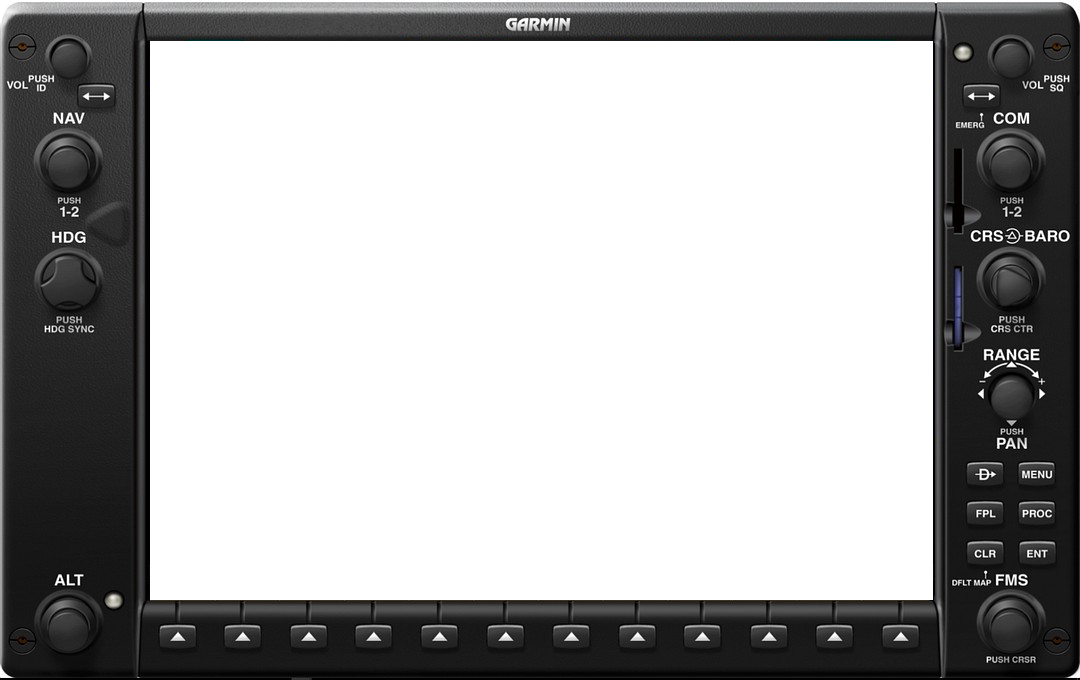 GARMIN
VOL PUSH ID
NAV
PUSH
1-2
HDG
PUSH
HDG SYNC
ALT
VOL PUSH SQ
EMERG COM
PUSH
1-2
CRS BARO
PUSH
CRS CTR
RANGE
- +
PUSH
PAN
D MENU
FPL PROC
CLR ENT
DFLT MAP FMS
PUSH CRSR